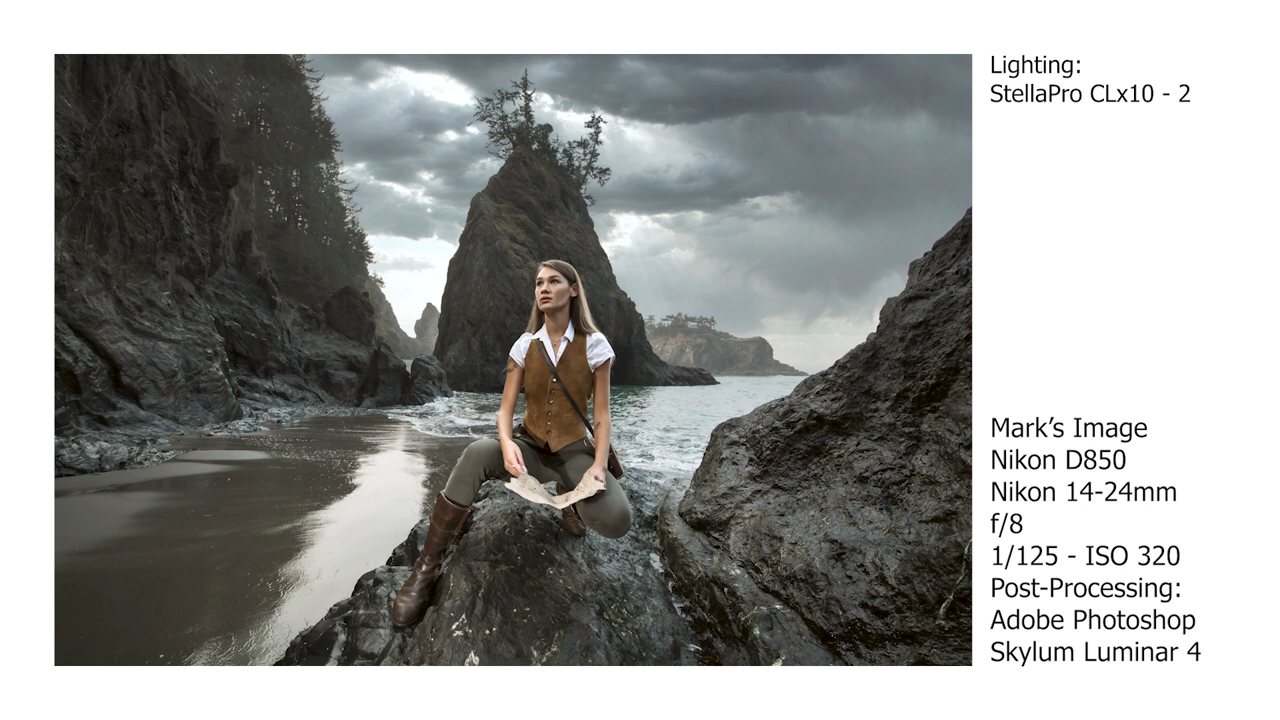 Lighting:
StellaPro CLx10 - 2
Mark's Image
Nikon D850
Nikon 14-24mm
f/8
1/125 - ISO 320
Post-Processing:
Adobe Photoshop
Skylum Luminar 4